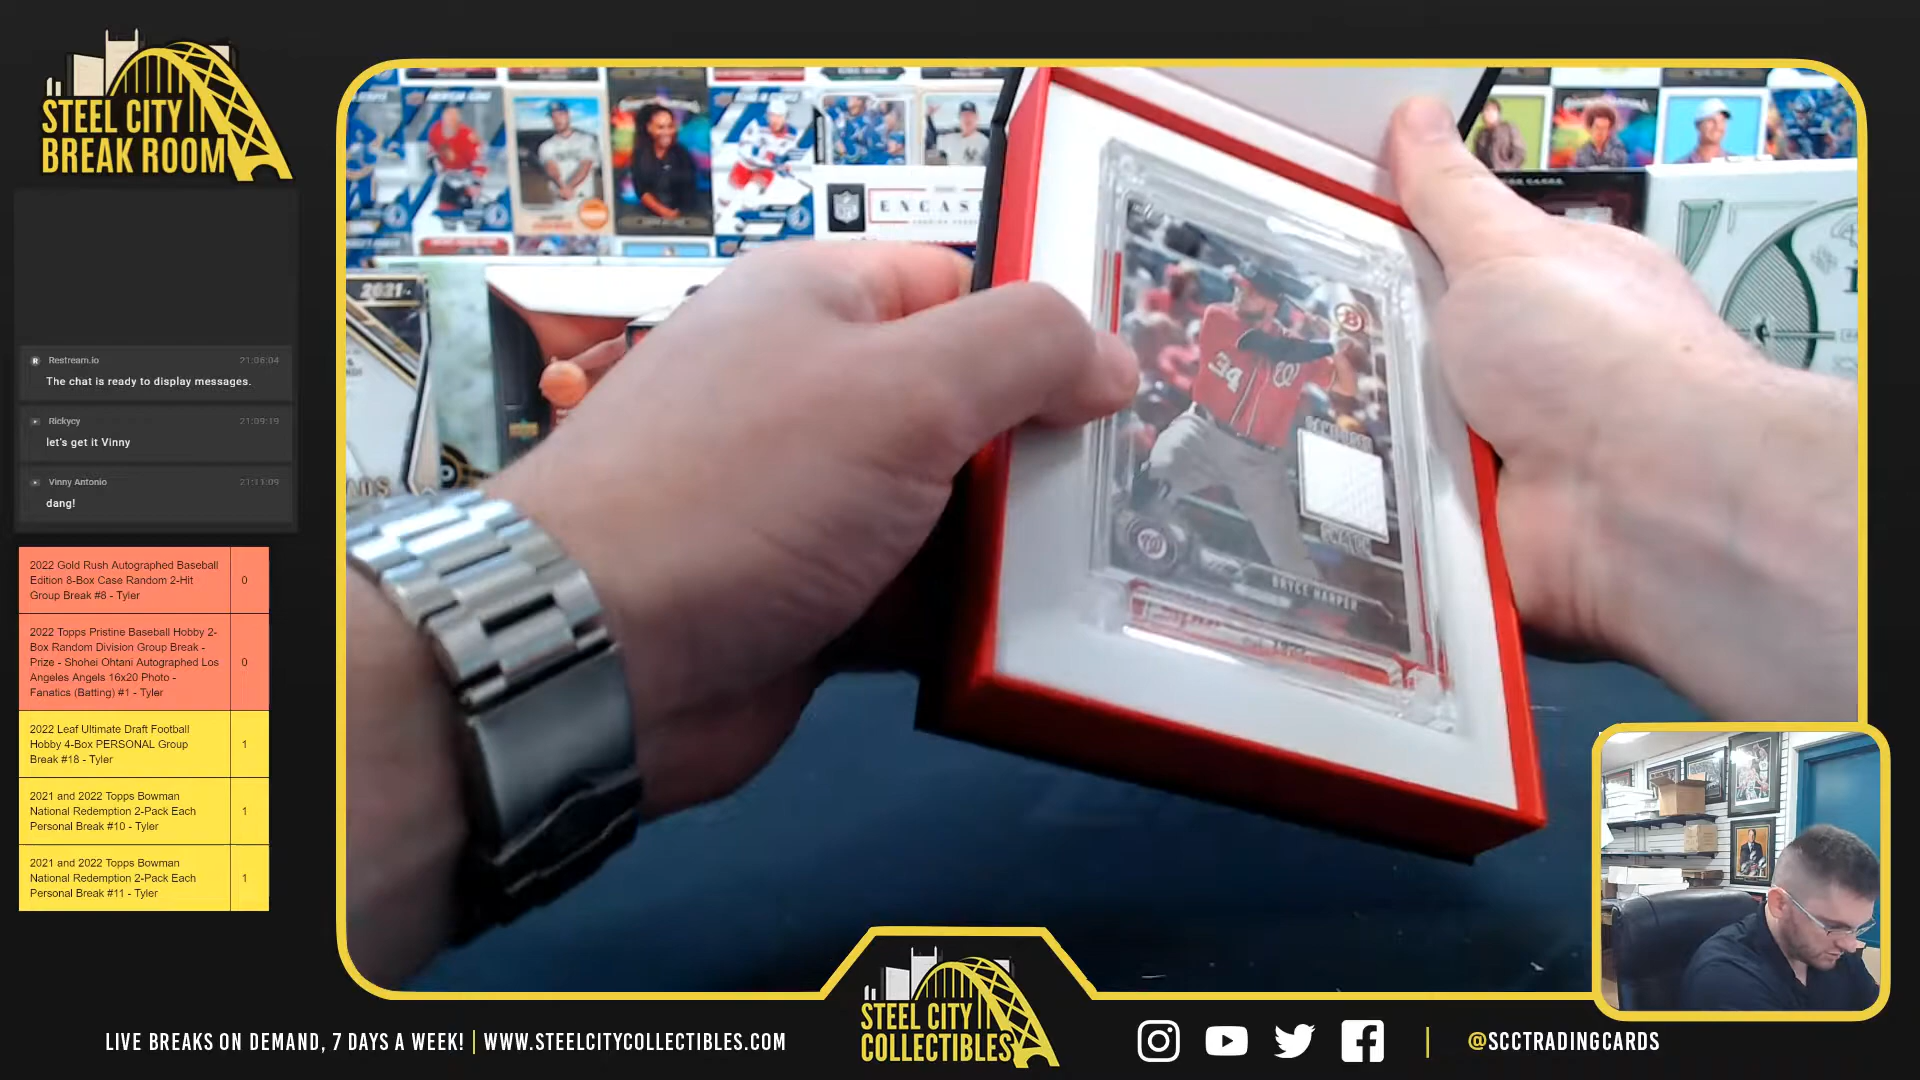 STEEL CITY
BREAK ROOM
Restream.io 21:06:04
The chat is ready to display messages.
Rickycy 21:09:19
let's get it Vinny
Vinny Antonio 21:11:09
dang!
2022 Gold Rush Autographed Baseball
Edition 8-Box Case Random 2-Hit
Group Break #8 - Tyler
0
2022 Topps Pristine Baseball Hobby 2-
Box Random Division Group Break -
Prize - Shohei Ohtani Autographed Los
Angeles Angels 16x20 Photo -
Fanatics (Batting) #1 - Tyler
0
2022 Leaf Ultimate Draft Football
Hobby 4-Box PERSONAL Group
Break #18 - Tyler
1
2021 and 2022 Topps Bowman
National Redemption 2-Pack Each
Personal Break #10 - Tyler
1
2021 and 2022 Topps Bowman
National Redemption 2-Pack Each
Personal Break #11 - Tyler
1
NFL
ENCAS
2021-
34
W
B
SWATCH
BRYCE HARPER
STEEL CITY
COLLECTIBLES
LIVE BREAKS ON DEMAND, 7 DAYS A WEEK! | WWW.STEELCITYCOLLECTIBLES.COM
@SCCTRADINGCARDS